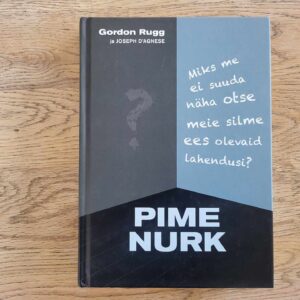 Gordon Rugg
ja JOSEPH D'AGNESE
Miks me
ei suuda
näha otse
meie silme
ees olevaid
lahendusi?
?
PIME
NURK